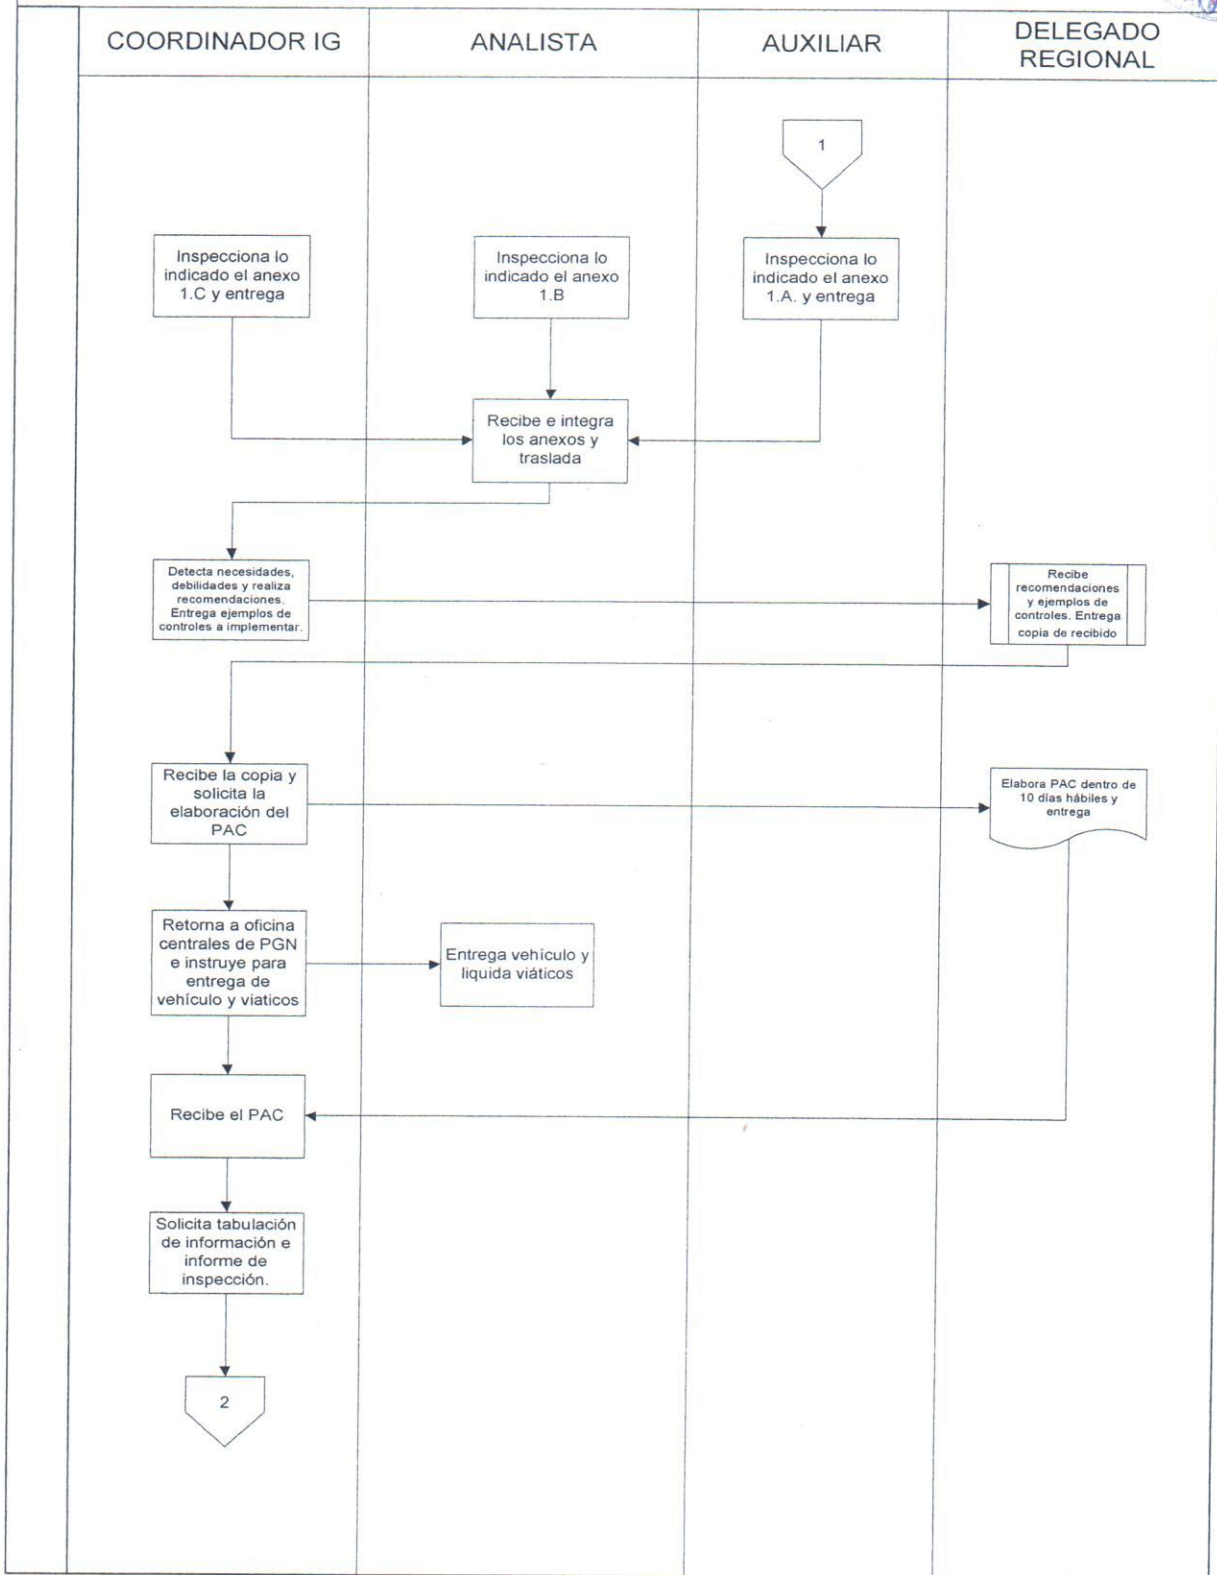 COORDINADOR IG
ANALISTA
AUXILIAR
DELEGADO
REGIONAL
1
Inspecciona lo
indicado el anexo
1.C y entrega
Inspecciona lo
indicado el anexo
1.B
Inspecciona lo
indicado el anexo
1.A. y entrega
Recibe e integra
los anexos y
traslada
Detecta necesidades,
debilidades y realiza
recomendaciones.
Entrega ejemplos de
controles a implementar.
Recibe
recomendaciones
y ejemplos de
controles. Entrega
copia de recibido
Recibe la copia y
solicita la
elaboración del
PAC
Elabora PAC dentro de
10 días hábiles y
entrega
Retorna a oficina
centrales de PGN
e instruye para
entrega de
vehículo y viaticos
Entrega vehículo y
liquida viáticos
Recibe el PAC
Solicita tabulación
de información e
informe de
inspección.
2